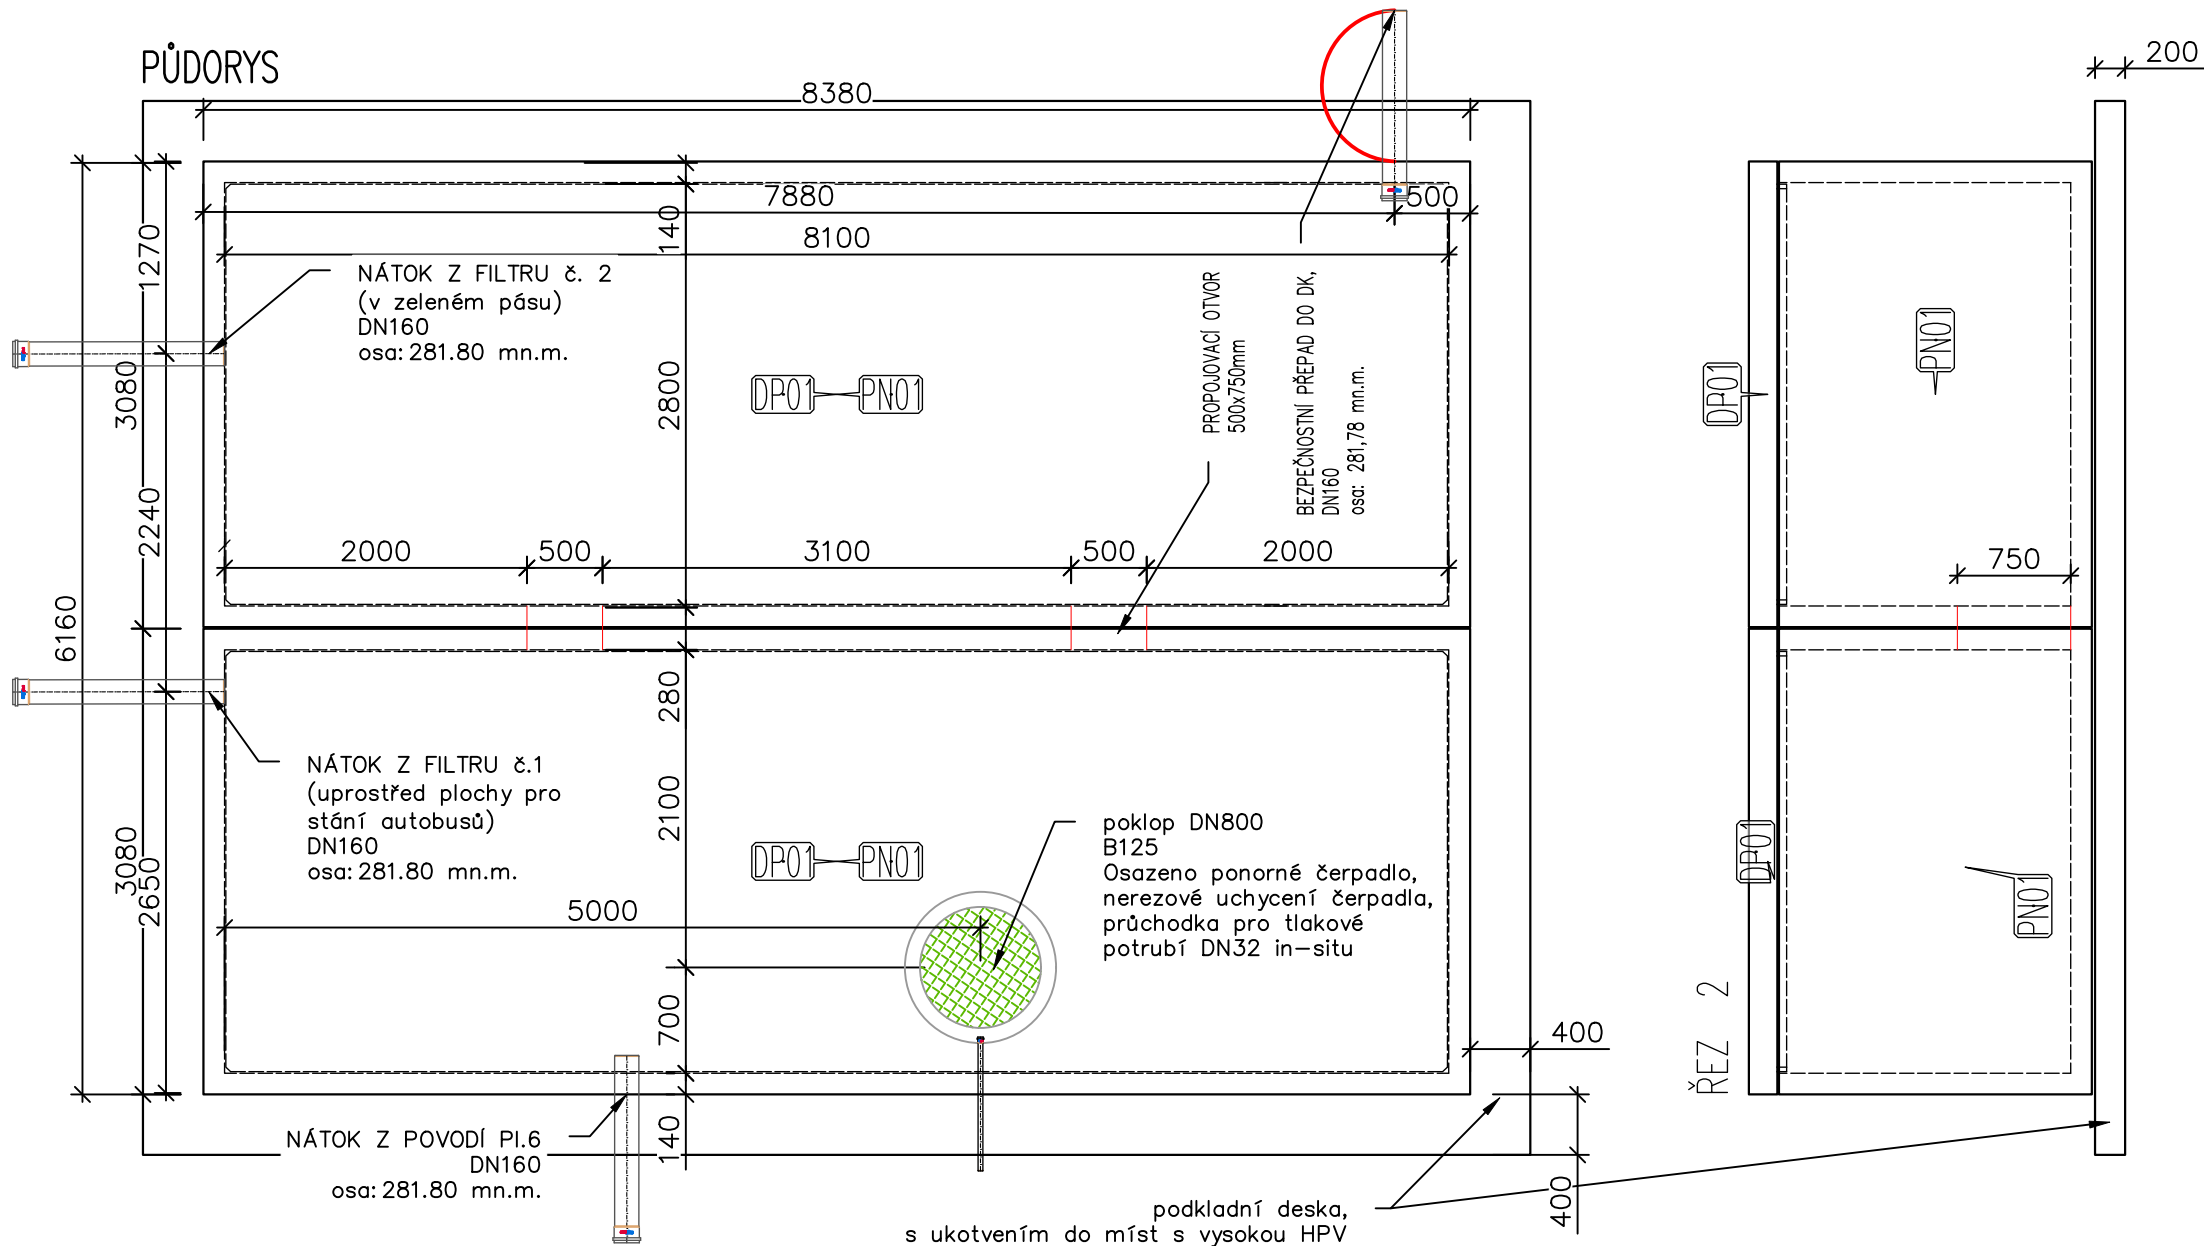 PŮDORYS
8380
200
7880
500
8100
140
1270
NÁTOK Z FILTRU č. 2
(v zeleném pásu)
DN160
osa: 281.80 mn.m.
PROPOJOVACÍ OTVOR
500x750mm
BEZPEČNOSTNÍ PŘEPAD DO DK,
DN160
osa: 281,78 mn.m.
3080
2800
DP01
PN01
DP01
PN01
2240
2000
500
3100
500
2000
750
6160
280
NÁTOK Z FILTRU č.1
(uprostřed plochy pro
stání autobusů)
DN160
osa: 281.80 mn.m.
2100
3080
2650
DP01
PN01
poklop DN800
B125
Osazeno ponorné čerpadlo,
nerezové uchycení čerpadla,
průchodka pro tlakové
potrubí DN32 in-situ
DP01
PN01
5000
700
400
ŘEZ 2
140
NÁTOK Z POVODÍ Pl.6
DN160
osa: 281.80 mn.m.
400
podkladní deska,
s ukotvením do míst s vysokou HPV